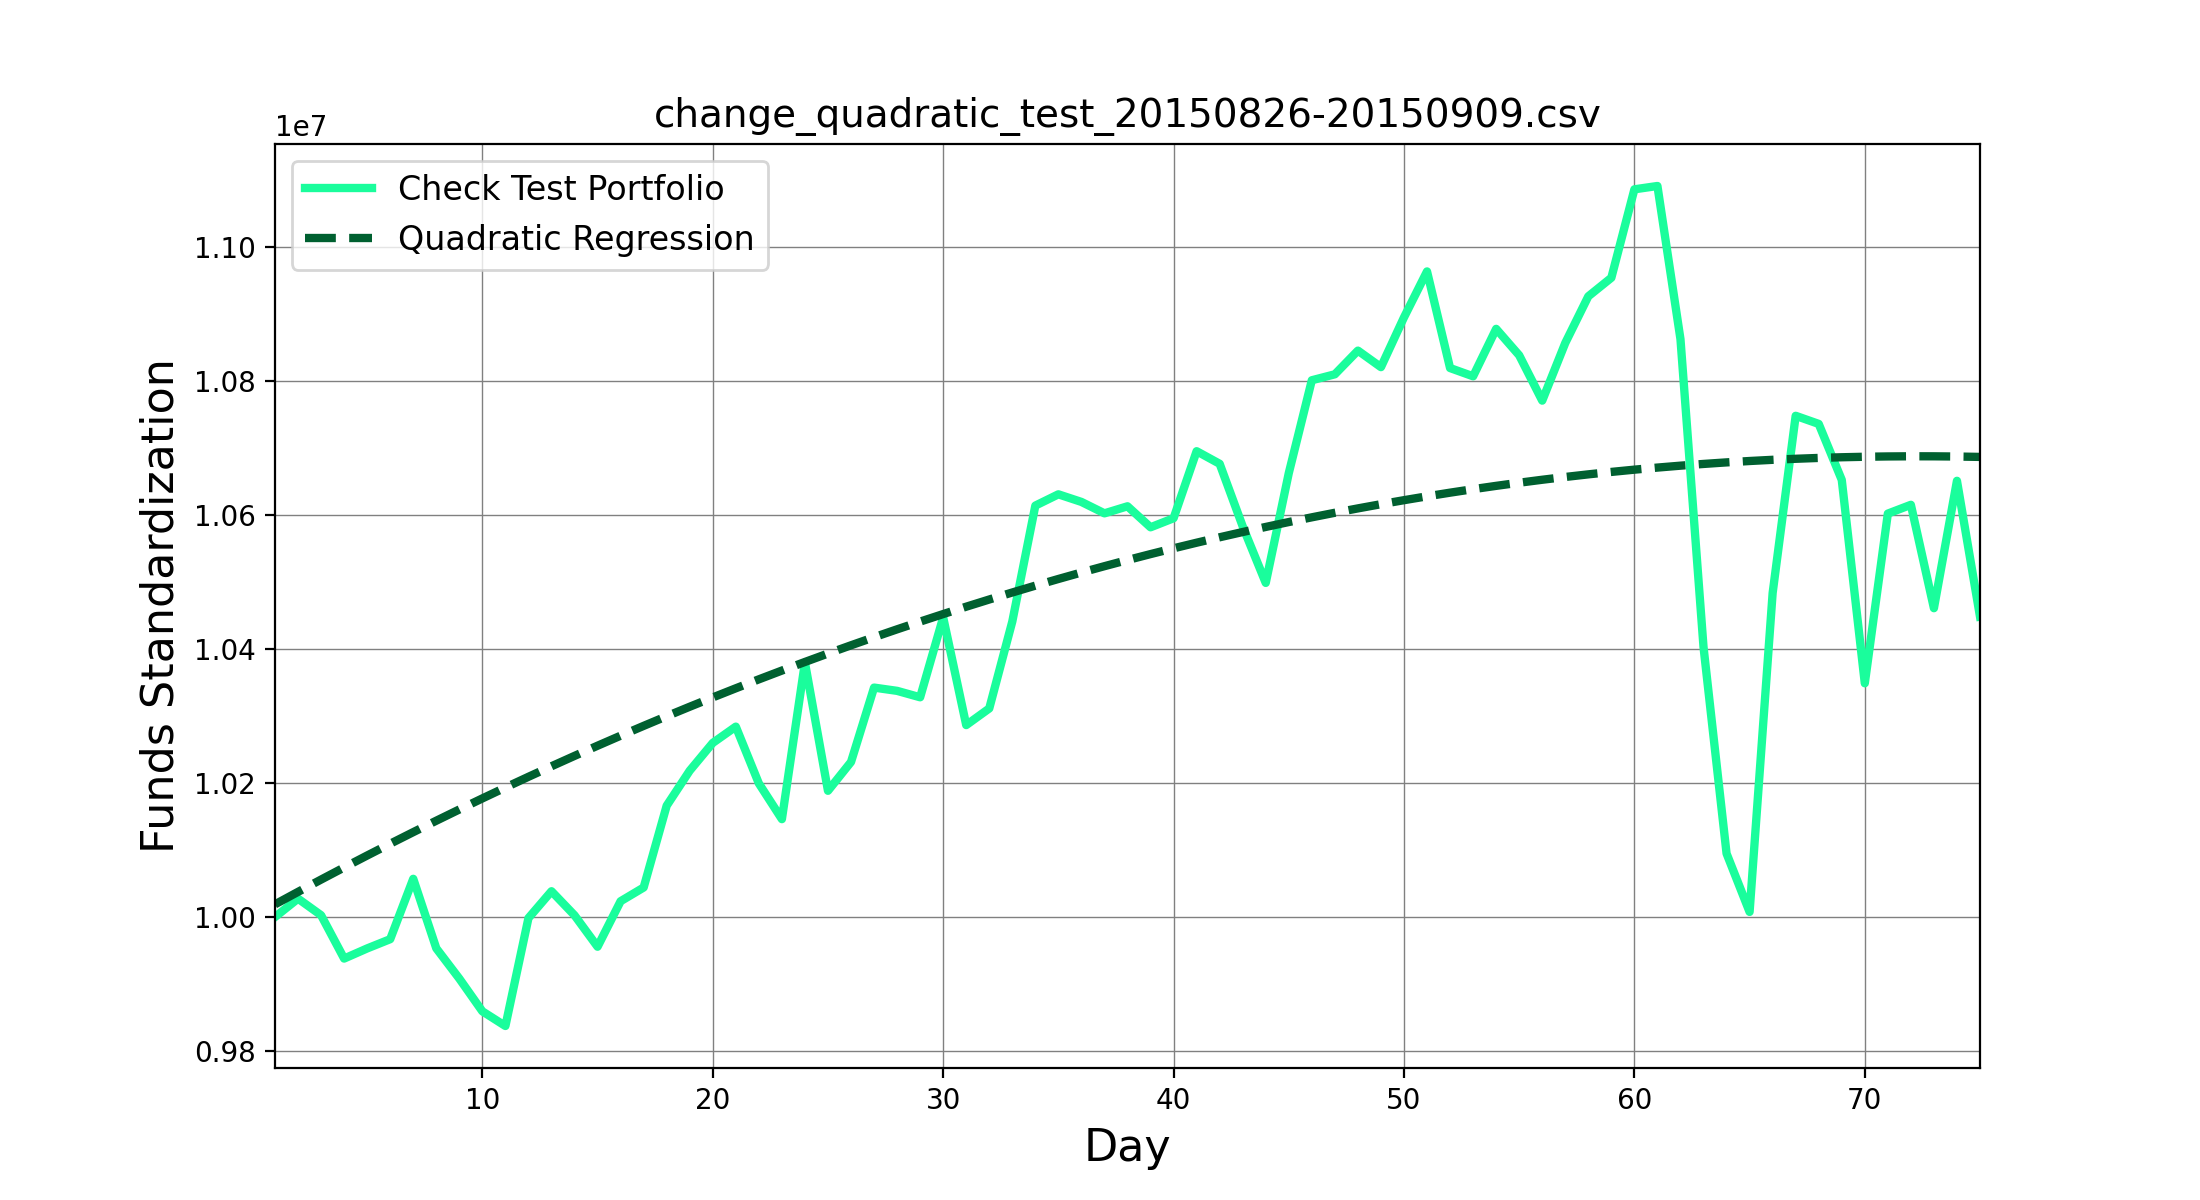 change_quadratic_test_20150826-20150909.csv
1e7
Check Test Portfolio
Quadratic Regression
1.10
1.08
1.06
1.04
1.02
1.00
0.98
Funds Standardization
10 20 30 40 50 60 70
Day